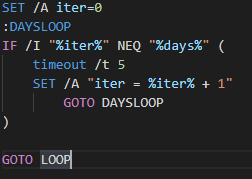 SET /A iter=0
:DAYSLOOP
IF /I "%iter%" NEQ "%days%" (
timeout /t 5
SET /A "iter = %iter% + 1"
GOTO DAYSLOOP
)
GOTO LOOP